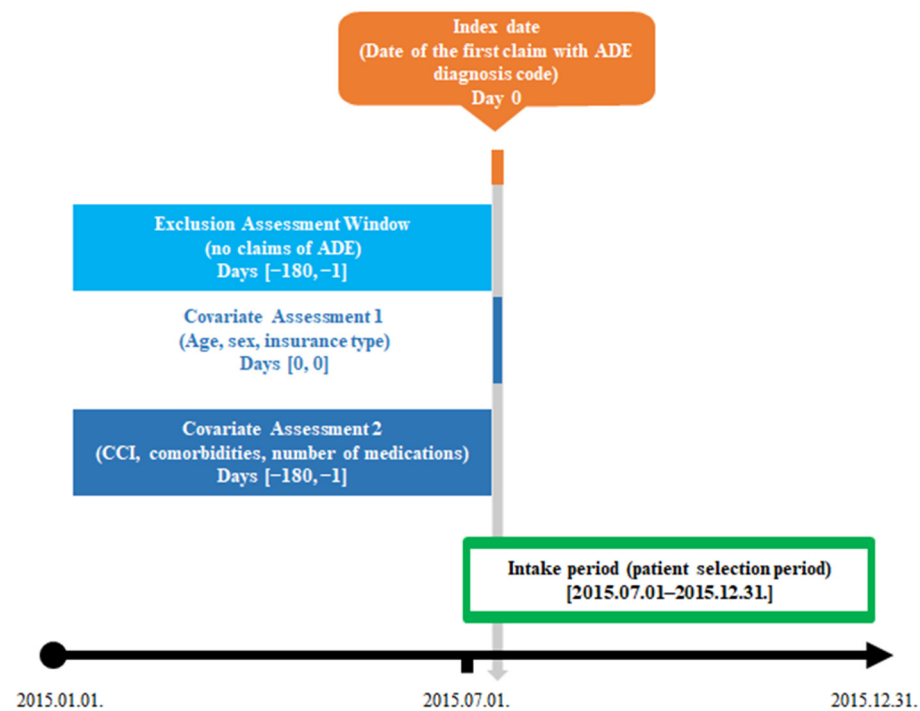 Index date
(Date of the first claim with ADE
diagnosis code)
Day 0
Exclusion Assessment Window
(no claims of ADE)
Days [−180, −1]
Covariate Assessment 1
(Age, sex, insurance type)
Days [0, 0]
Covariate Assessment 2
(CCI, comorbidities, number of medications)
Days [−180, −1]
Intake period (patient selection period)
[2015.07.01–2015.12.31.]
2015.01.01.
2015.07.01.
2015.12.31.